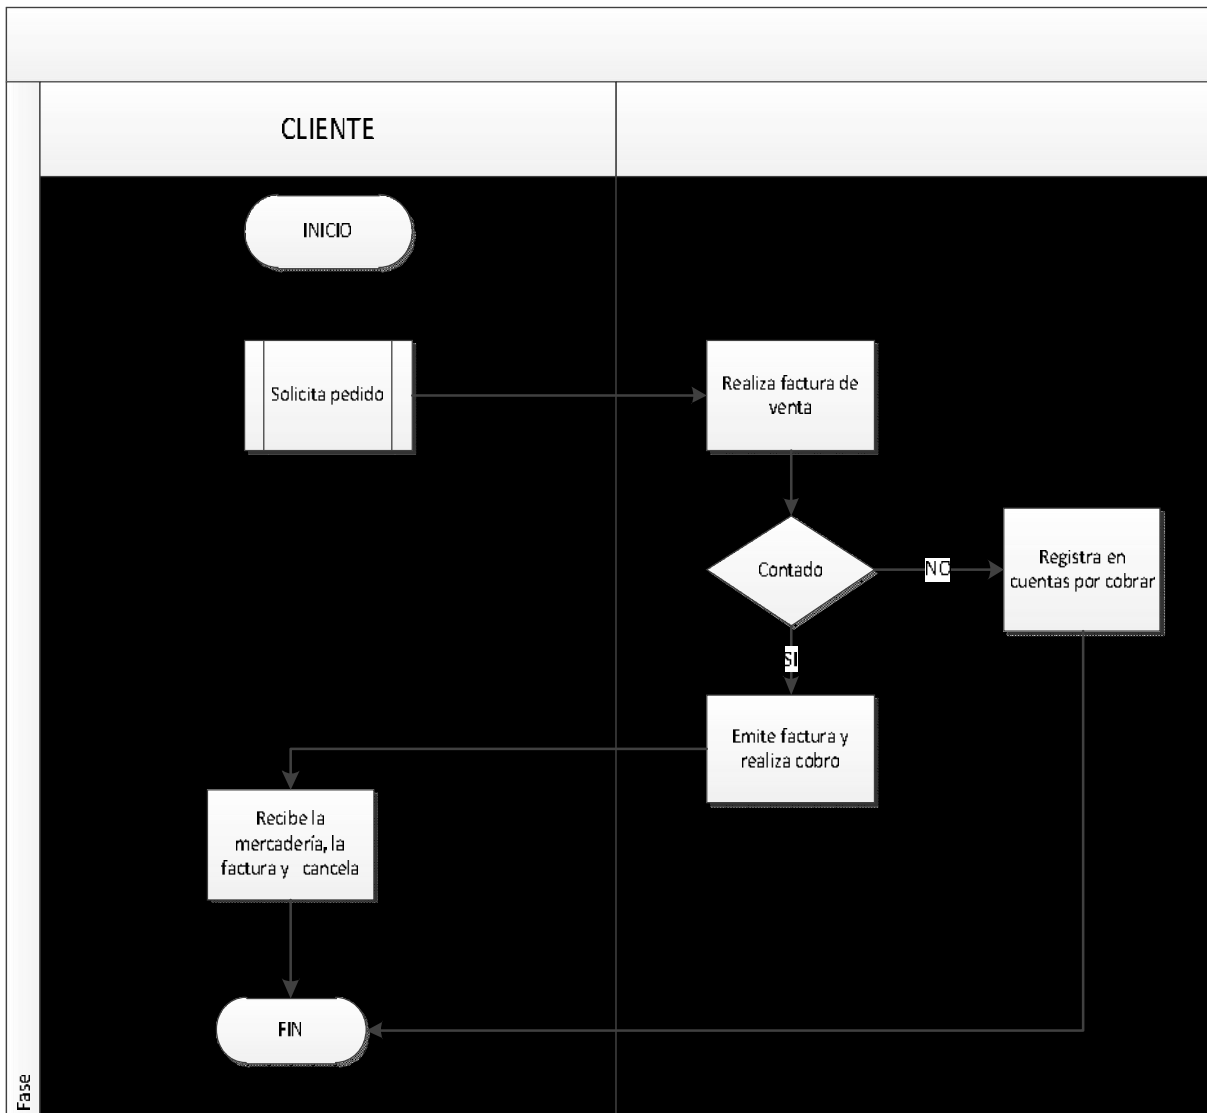 CLIENTE
INICIO
Solicita pedido
Realiza factura de
venta
Contado
NO
Registra en
cuentas por cobrar
SI
Emite factura y
realiza cobro
Recibe la
mercadería, la
factura y cancela
FIN
Fase